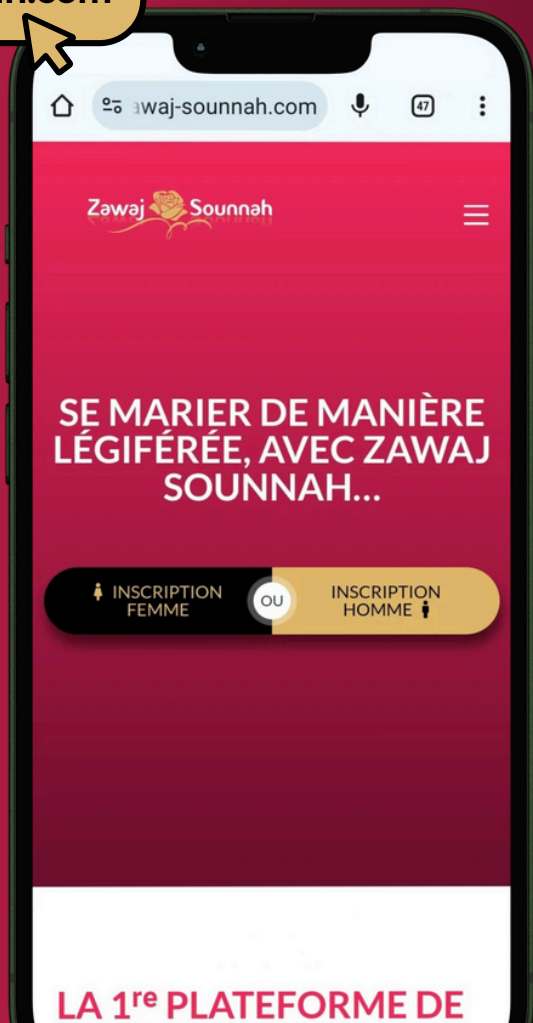 waj-sounnah.com
47
Zawaj Sounnah
SE MARIER DE MANIÈRE
LÉGIFÉRÉE, AVEC ZAWAJ
SOUNNAH...
INSCRIPTION
FEMME
OU
INSCRIPTION
HOMME
LA 1re PLATEFORME DE